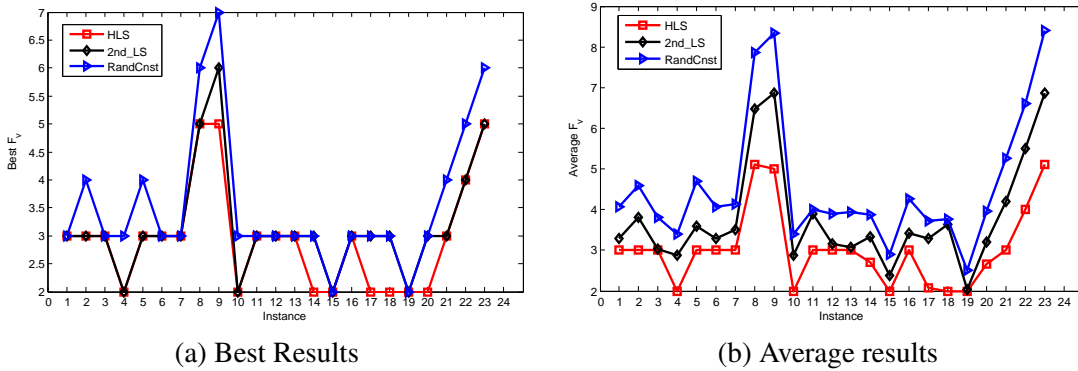 7
6.5
6
5.5
5
4.5
4
3.5
3
2.5
2
Best F_v
HLS
2nd_LS
RandCnst
0 1 2 3 4 5 6 7 8 9 10 11 12 13 14 15 16 17 18 19 20 21 22 23 24
Instance
(a) Best Results
9
8
7
6
5
4
3
2
Average F_v
HLS
2nd_LS
RandCnst
0 1 2 3 4 5 6 7 8 9 10 11 12 13 14 15 16 17 18 19 20 21 22 23 24
Instance
(b) Average results